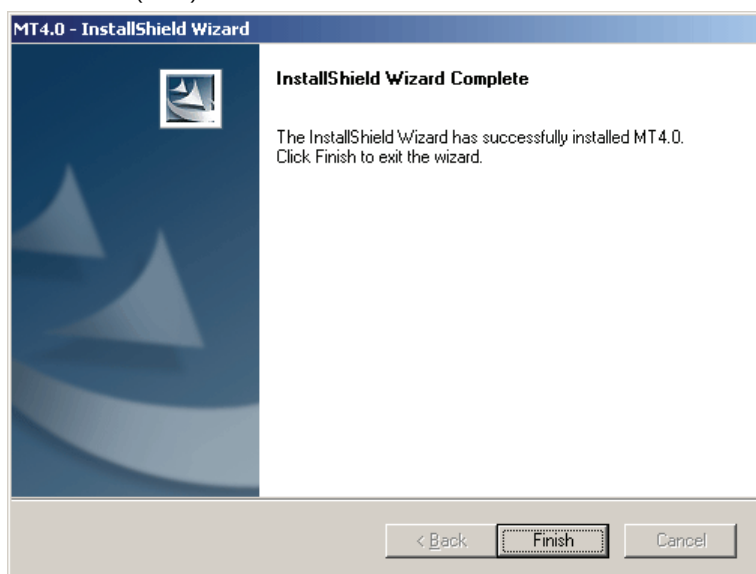 MT4.0 - InstallShield Wizard
InstallShield Wizard Complete
The InstallShield Wizard has successfully installed MT4.0.
Click Finish to exit the wizard.
< Back Finish Cancel